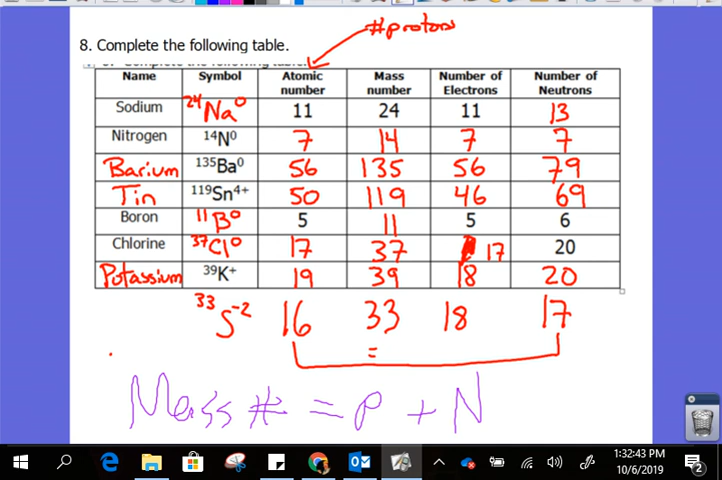 #protons
8. Complete the following table.
Name Symbol Atomic number Mass number Number of Electrons Number of Neutrons
Sodium ²⁴Na⁰ 11 24 11 13
Nitrogen ¹⁴N⁰ 7 14 7 7
Barium ¹³⁵Ba⁰ 56 135 56 79
Tin ¹¹⁹Sn⁴⁺ 50 119 46 69
Boron ¹¹B⁰ 5 11 5 6
Chlorine ³⁷Cl⁰ 17 37 17 20
Potassium ³⁹K⁺ 19 39 18 20
³³S⁻² 16 33 18 17
=
Mass # = P + N
1:32:43 PM
10/6/2019
2